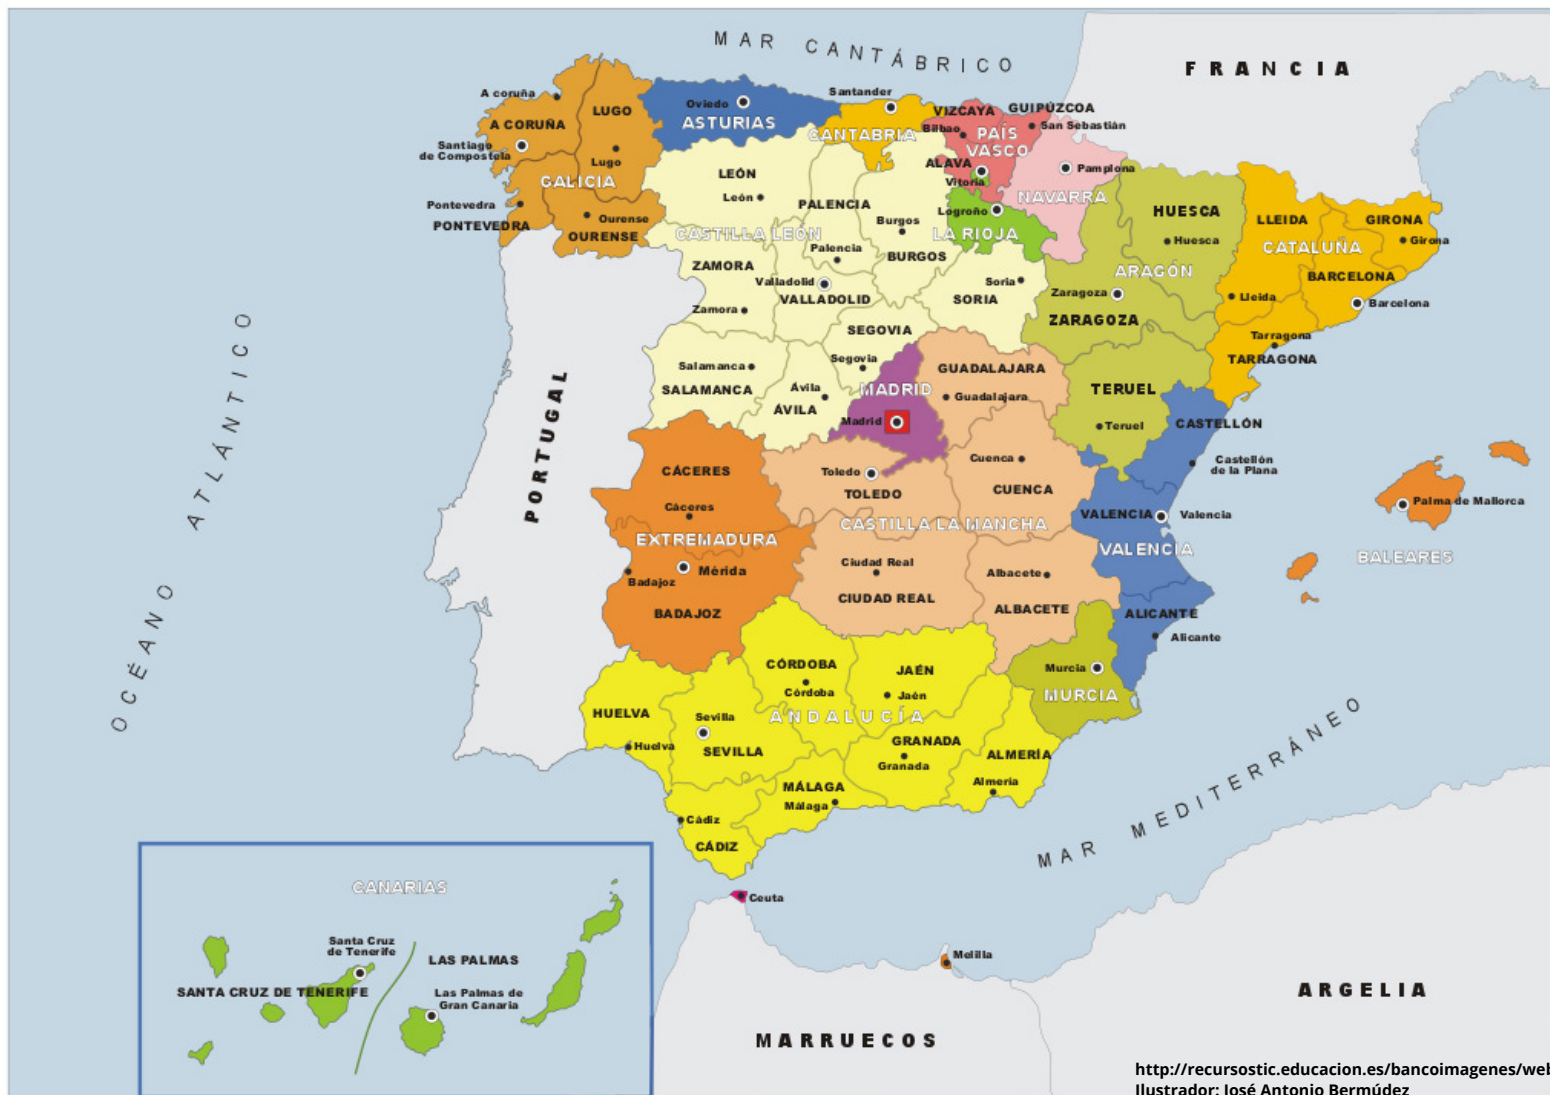 MAR CANTÁBRICO
FRANCIA
OCÉANO ATLÁNTICO
PORTUGAL
A coruña
A CORUÑA
LUGO
Santiago
de Compostela
Lugo
GALICIA
Pontevedra
PONTEVEDRA
Ourense
OURENSE
Oviedo
ASTURIAS
Santander
CANTABRIA
VIZCAYA
GUIPÚZCOA
Bilbao
PAÍS
VASCO
San Sebastián
ALAVA
Vitoria
Pamplona
NAVARRA
Logroño
LA RIOJA
LEÓN
León
PALENCIA
Burgos
CASTILLA LEÓN
Palencia
BURGOS
ZAMORA
Valladolid
VALLADOLID
Zamora
Soria
SORIA
SEGOVIA
Segovia
Salamanca
SALAMANCA
Ávila
ÁVILA
HUESCA
Huesca
ARAGÓN
Zaragoza
ZARAGOZA
TERUEL
Teruel
LLEIDA
GIRONA
Girona
CATALUÑA
BARCELONA
Lleida
Barcelona
Tarragona
TARRAGONA
MADRID
Madrid
GUADALAJARA
Guadalajara
Cuenca
CUENCA
Toledo
TOLEDO
CASTILLA LA MANCHA
Ciudad Real
CIUDAD REAL
Albacete
ALBACETE
CÁCERES
Cáceres
EXTREMADURA
Badajoz
Mérida
BADAJOZ
CASTELLÓN
Castellón
de la Plana
VALENCIA
Valencia
VALENCIA
ALICANTE
Alicante
Palma de Mallorca
BALEARES
Murcia
MURCIA
CÓRDOBA
Córdoba
JAÉN
Jaén
ANDALUCÍA
HUELVA
Huelva
Sevilla
SEVILLA
GRANADA
Granada
ALMERÍA
Almería
MÁLAGA
Málaga
Cádiz
CÁDIZ
MAR MEDITERRÁNEO
Ceuta
Melilla
MARRUECOS
ARGELIA
CANARIAS
Santa Cruz
de Tenerife
SANTA CRUZ DE TENERIFE
LAS PALMAS
Las Palmas de
Gran Canaria
http://recursostic.educacion.es/bancoimagenes/web
Ilustrador: José Antonio Bermúdez